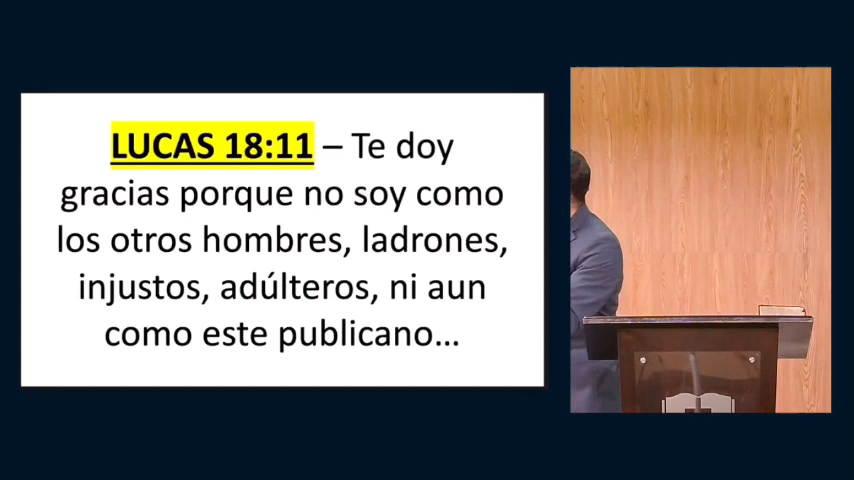 LUCAS 18:11 – Te doy
gracias porque no soy como
los otros hombres, ladrones,
injustos, adúlteros, ni aun
como este publicano…